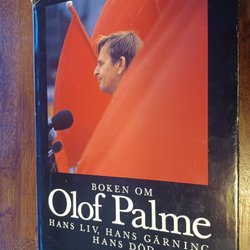 BOKEN OM
Olof Palme
HANS LIV, HANS GÄRNING
HANS DÖD